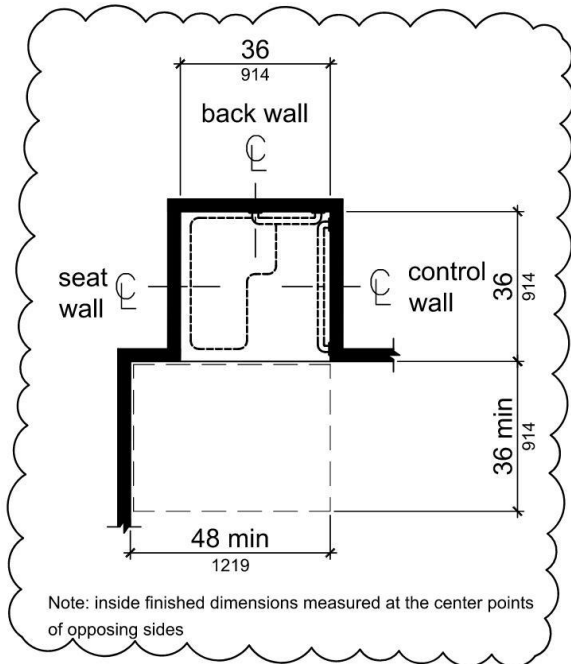 36
914
back wall
℄
seat
wall
℄
℄
control
wall
36
914
36 min
914
48 min
1219
Note: inside finished dimensions measured at the center points
of opposing sides